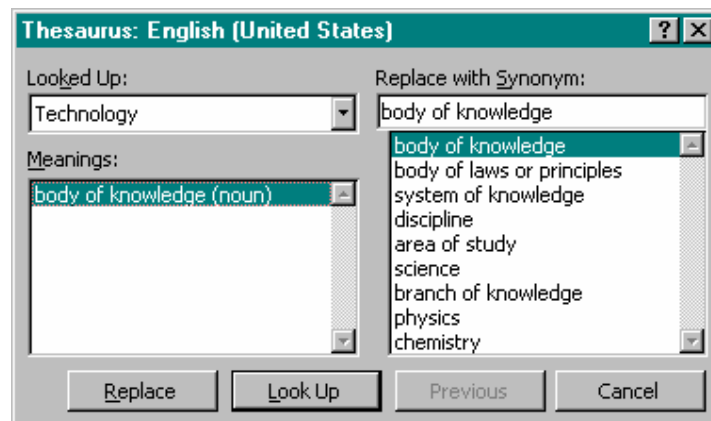 Thesaurus: English (United States)
Looked Up:
Replace with Synonym:
Technology
body of knowledge
Meanings:
body of knowledge (noun)
body of knowledge
body of laws or principles
system of knowledge
discipline
area of study
science
branch of knowledge
physics
chemistry
Replace
Look Up
Previous
Cancel